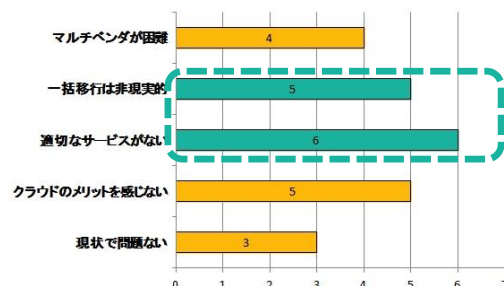 マルチベンダが困難
4
一括移行は非現実的
5
適切なサービスがない
6
クラウドのメリットを感じない
5
現状で問題ない
3
0 1 2 3 4 5 6 7